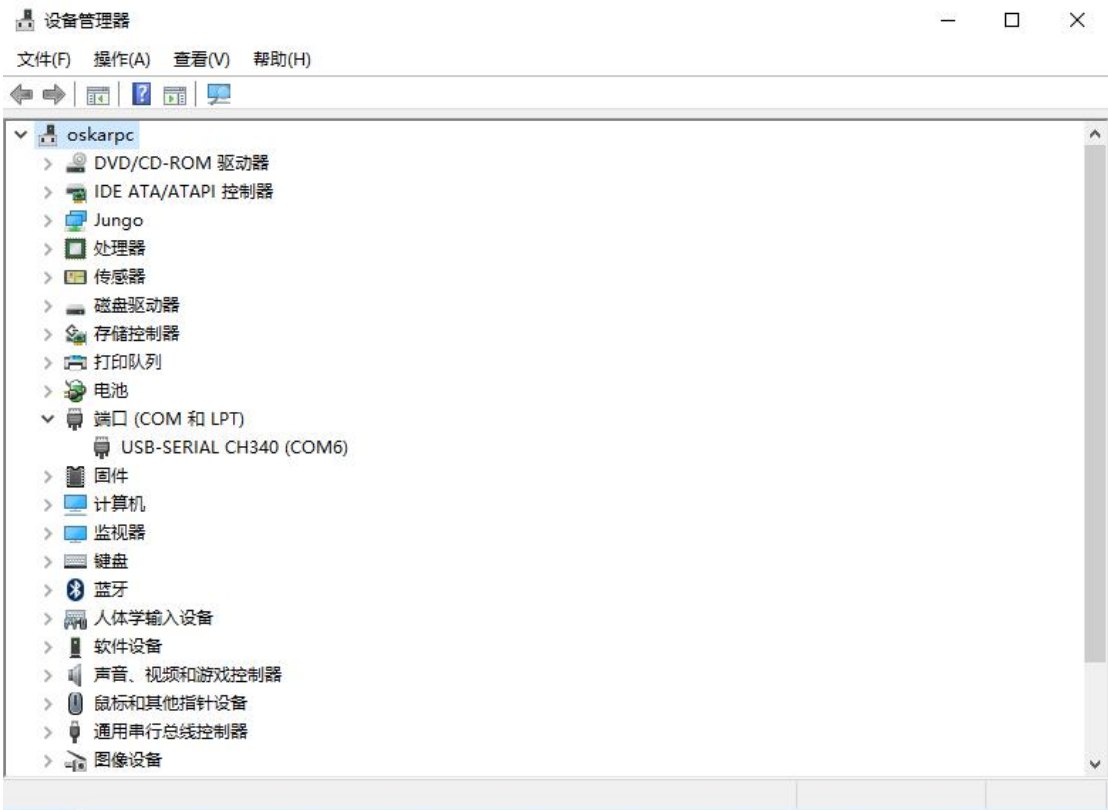 设备管理器
文件(F) 操作(A) 查看(V) 帮助(H)
oskarpc
DVD/CD-ROM 驱动器
IDE ATA/ATAPI 控制器
Jungo
处理器
传感器
磁盘驱动器
存储控制器
打印队列
电池
端口 (COM 和 LPT)
USB-SERIAL CH340 (COM6)
固件
计算机
监视器
键盘
蓝牙
人体学输入设备
软件设备
声音、视频和游戏控制器
鼠标和其他指针设备
通用串行总线控制器
图像设备